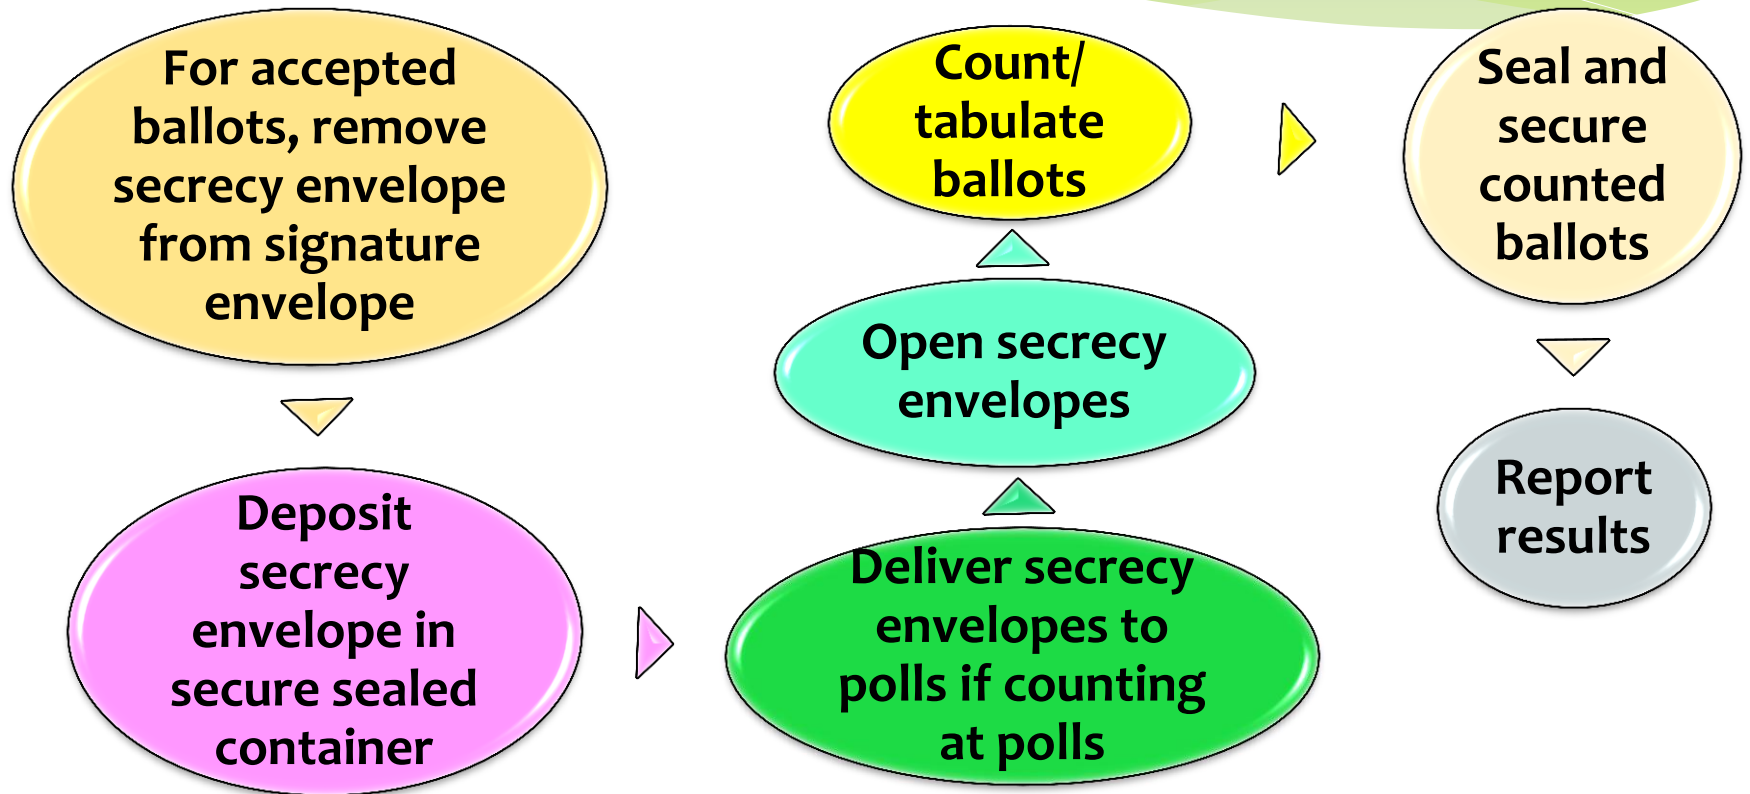 For accepted
ballots, remove
secrecy envelope
from signature
envelope
Deposit
secrecy
envelope in
secure sealed
container
Deliver secrecy
envelopes to
polls if counting
at polls
Open secrecy
envelopes
Count/
tabulate
ballots
Seal and
secure
counted
ballots
Report
results